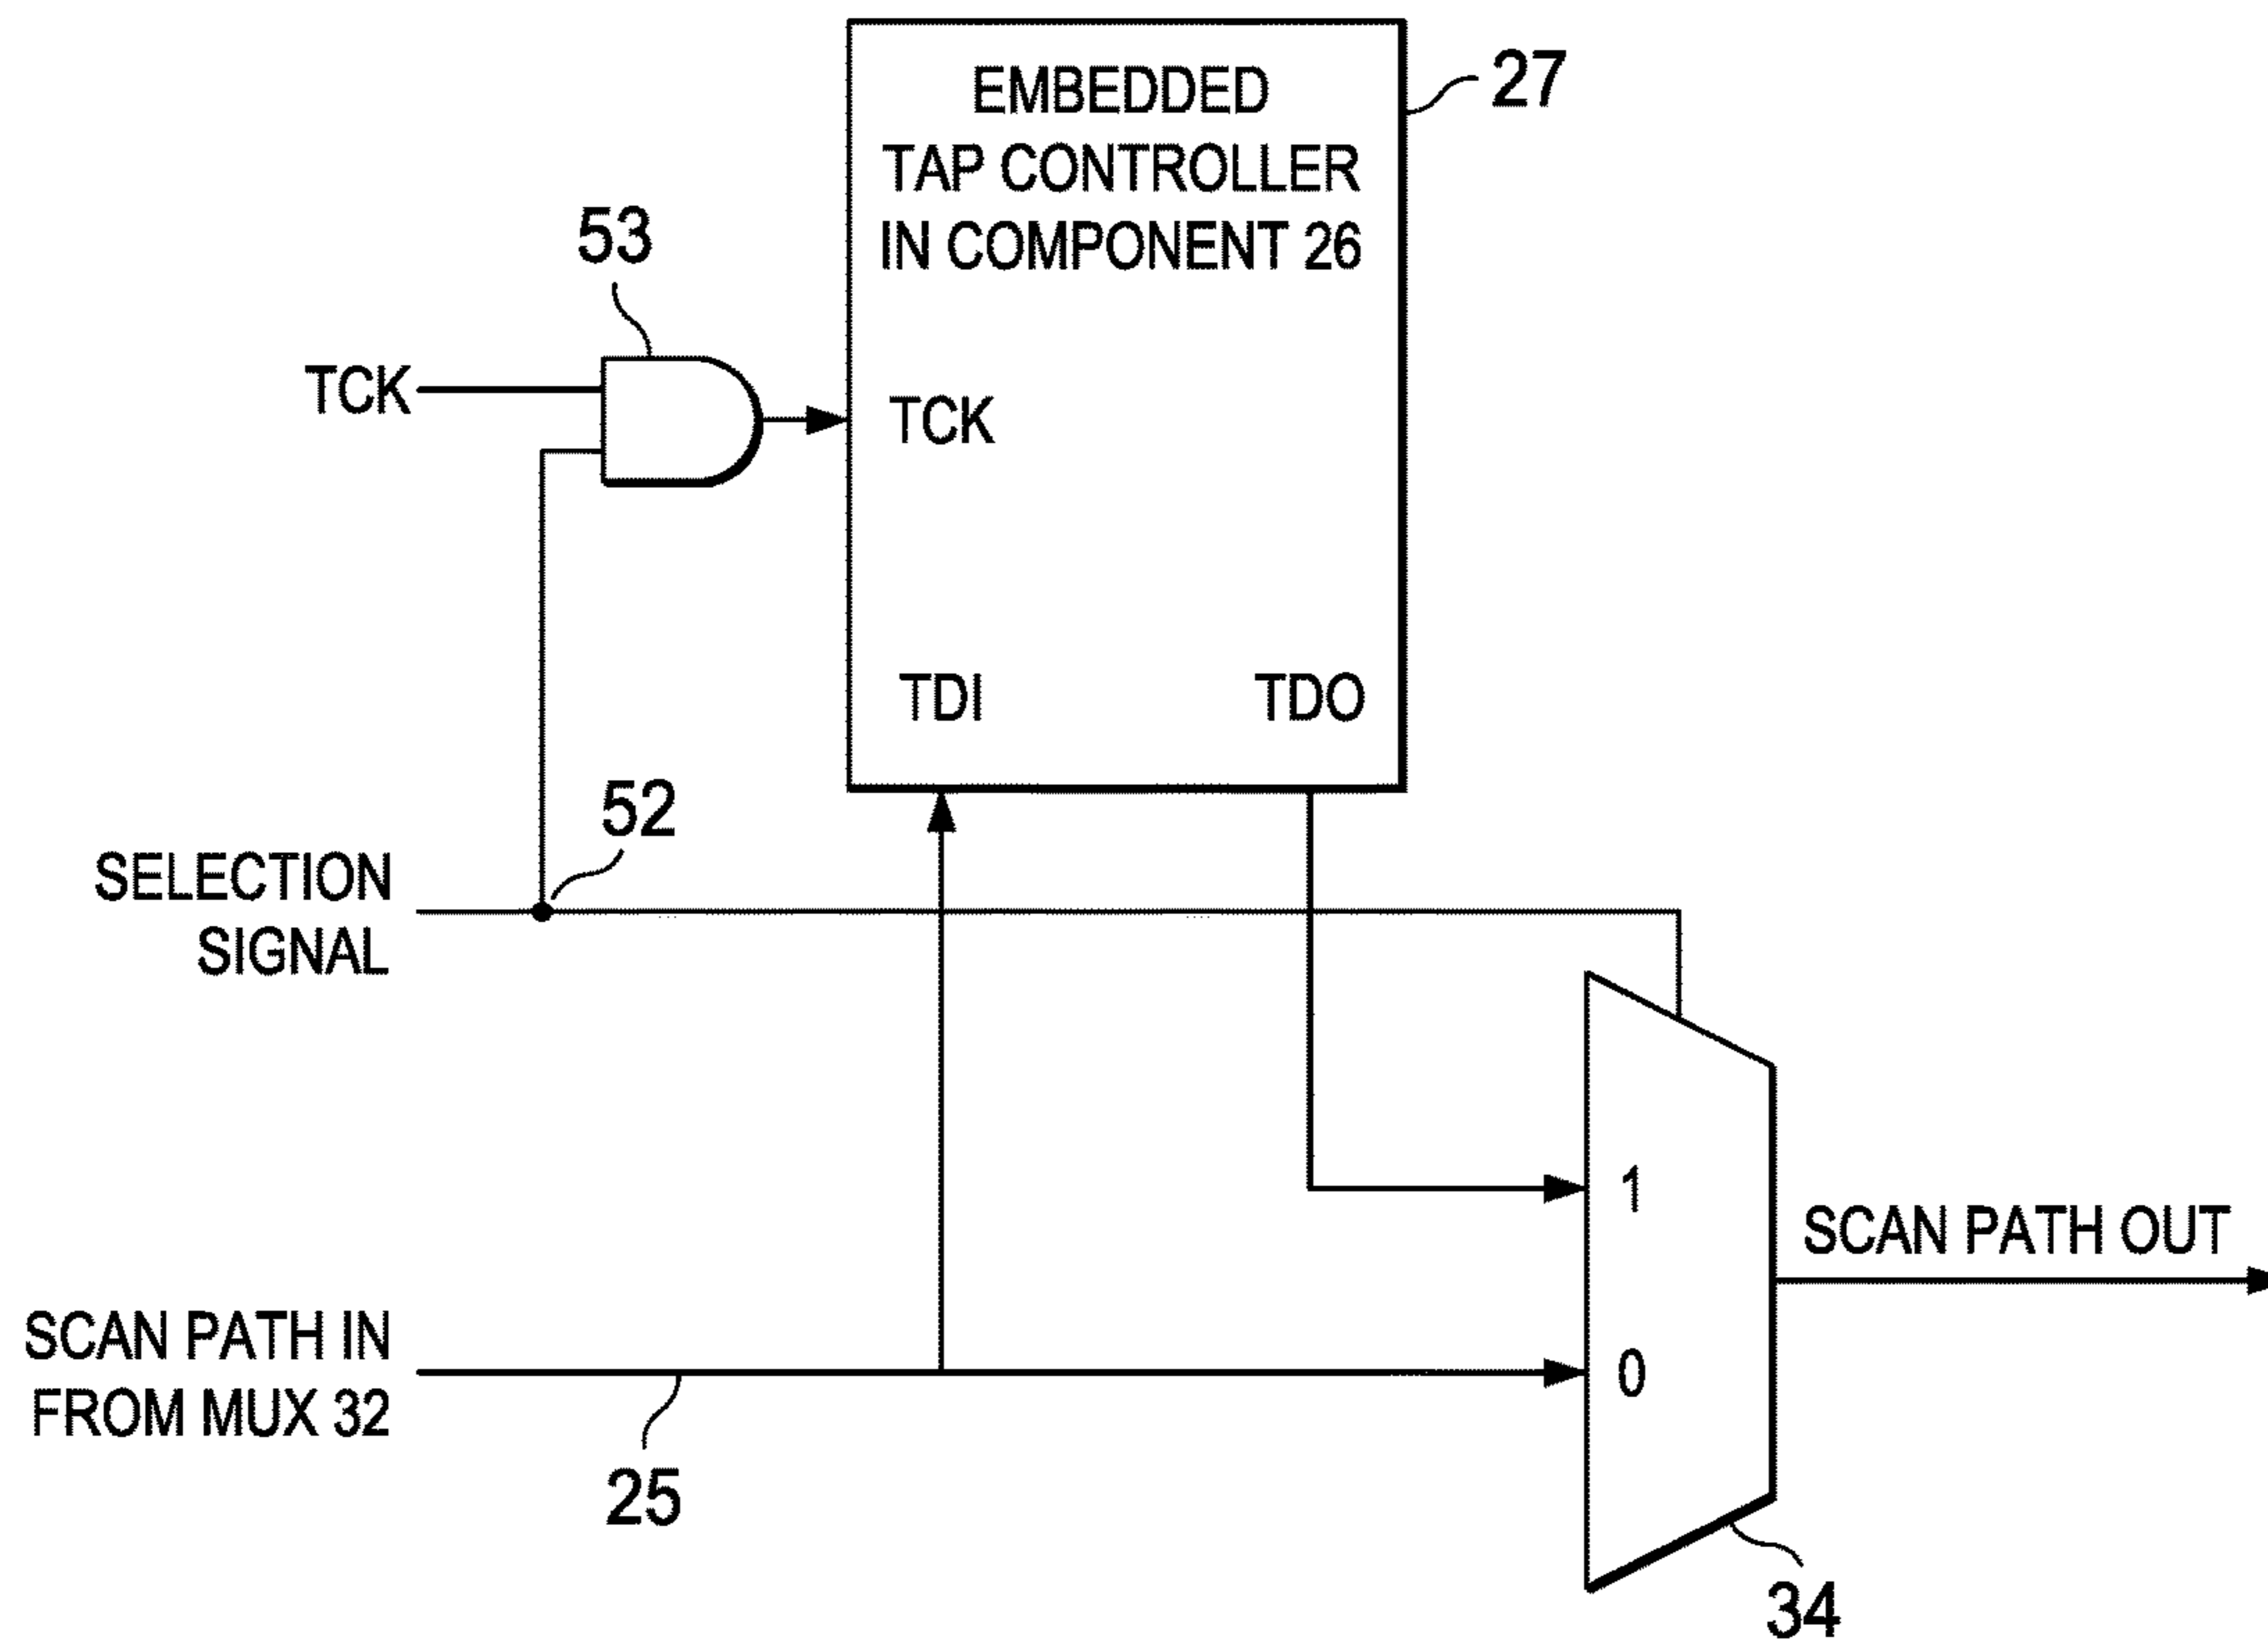 EMBEDDED
TAP CONTROLLER
IN COMPONENT 26
27
53
TCK
TCK
TDI
TDO
52
SELECTION
SIGNAL
1
SCAN PATH OUT
SCAN PATH IN
FROM MUX 32
0
25
34